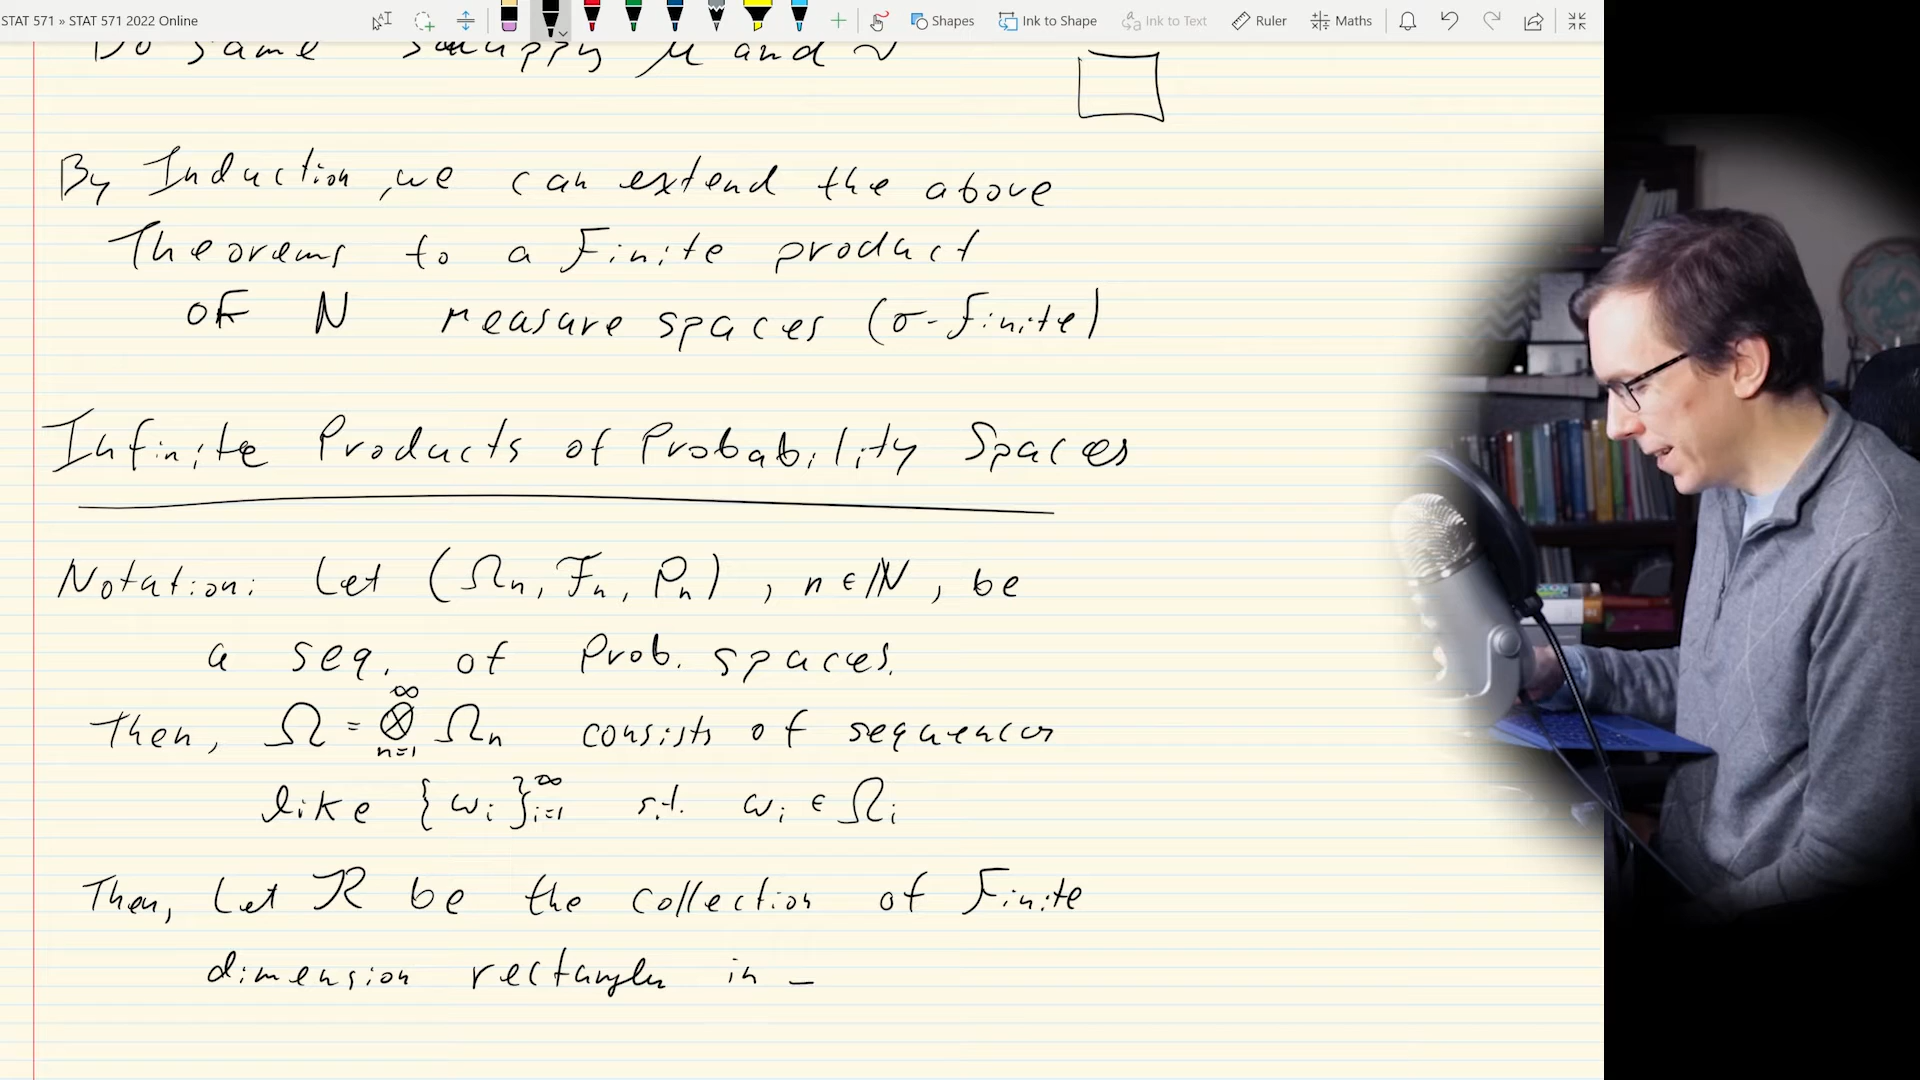 STAT 571 » STAT 571 2022 Online
Shapes Ink to Shape Ink to Text Ruler Maths
Do same swap μ and ν
By Induction, we can extend the above
Theorems to a Finite product
of N measure spaces (σ-finite)
Infinite Products of Probability Spaces
Notation: Let (Ωn, Fn, Pn), n ∈ ℕ, be
a seq. of Prob. spaces.
Then, Ω = ⊗_{n=1}^{∞} Ωn consists of sequences
like {ωi}_{i=1}^{∞} s.t. ωi ∈ Ωi
Then, Let R be the collection of Finite
dimension rectangles in